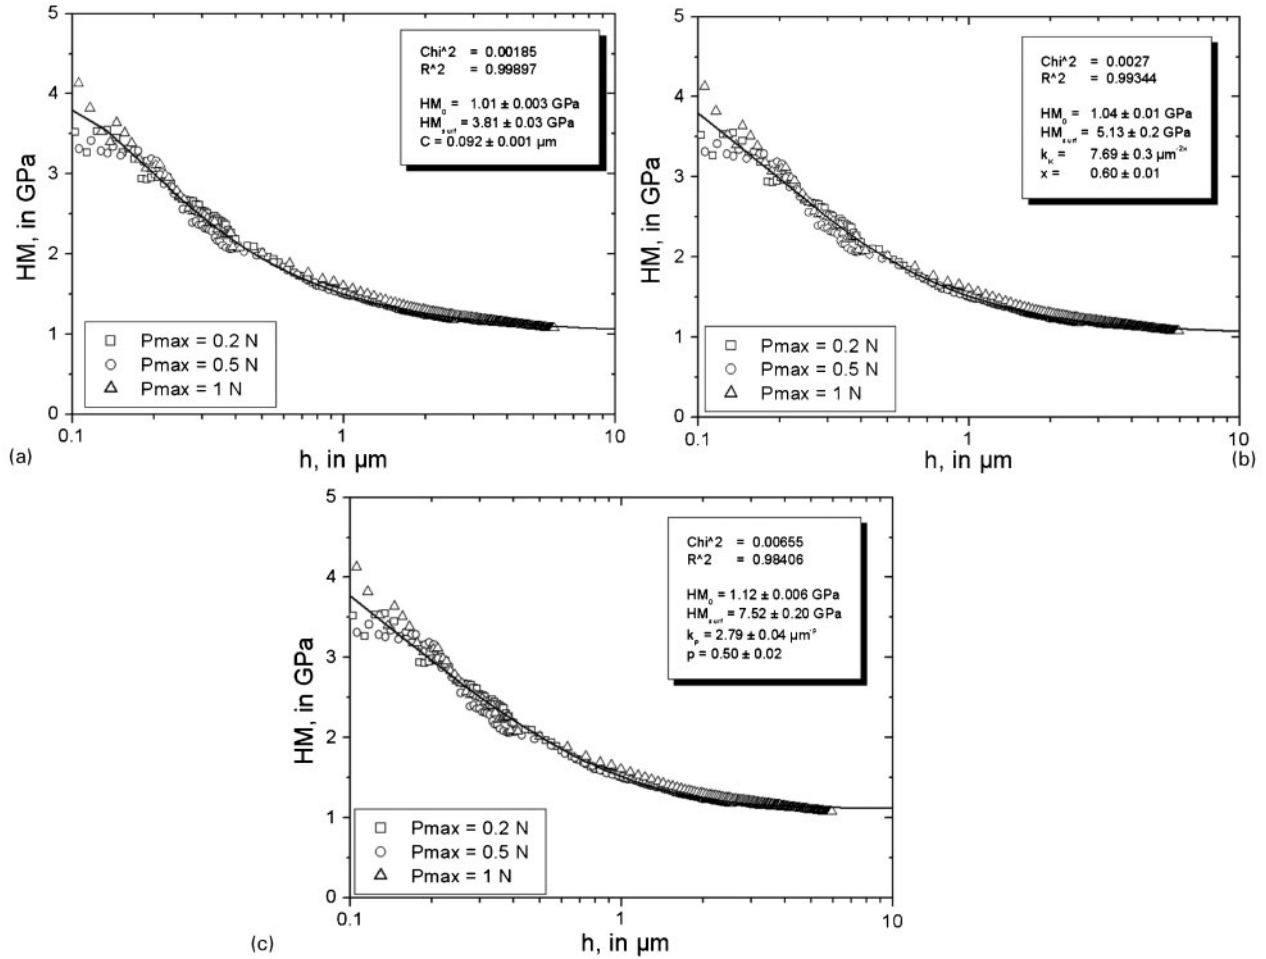 5
4
3
2
1
0
HM, in GPa
Chi^2 = 0.00185
R^2 = 0.99897
HM₀ = 1.01 ± 0.003 GPa
HM_surf = 3.81 ± 0.03 GPa
C = 0.092 ± 0.001 µm
Pmax = 0.2 N
Pmax = 0.5 N
Pmax = 1 N
0.1
1
10
h, in µm
(a)
5
4
3
2
1
0
HM, in GPa
Chi^2 = 0.0027
R^2 = 0.99344
HM₀ = 1.04 ± 0.01 GPa
HM_surf = 5.13 ± 0.2 GPa
k_κ = 7.69 ± 0.3 µm^-2x
x = 0.60 ± 0.01
Pmax = 0.2 N
Pmax = 0.5 N
Pmax = 1 N
0.1
1
10
h, in µm
(b)
5
4
3
2
1
0
HM, in GPa
Chi^2 = 0.00655
R^2 = 0.98406
HM₀ = 1.12 ± 0.006 GPa
HM_surf = 7.52 ± 0.20 GPa
k_p = 2.79 ± 0.04 µm^-p
p = 0.50 ± 0.02
Pmax = 0.2 N
Pmax = 0.5 N
Pmax = 1 N
0.1
1
10
h, in µm
(c)